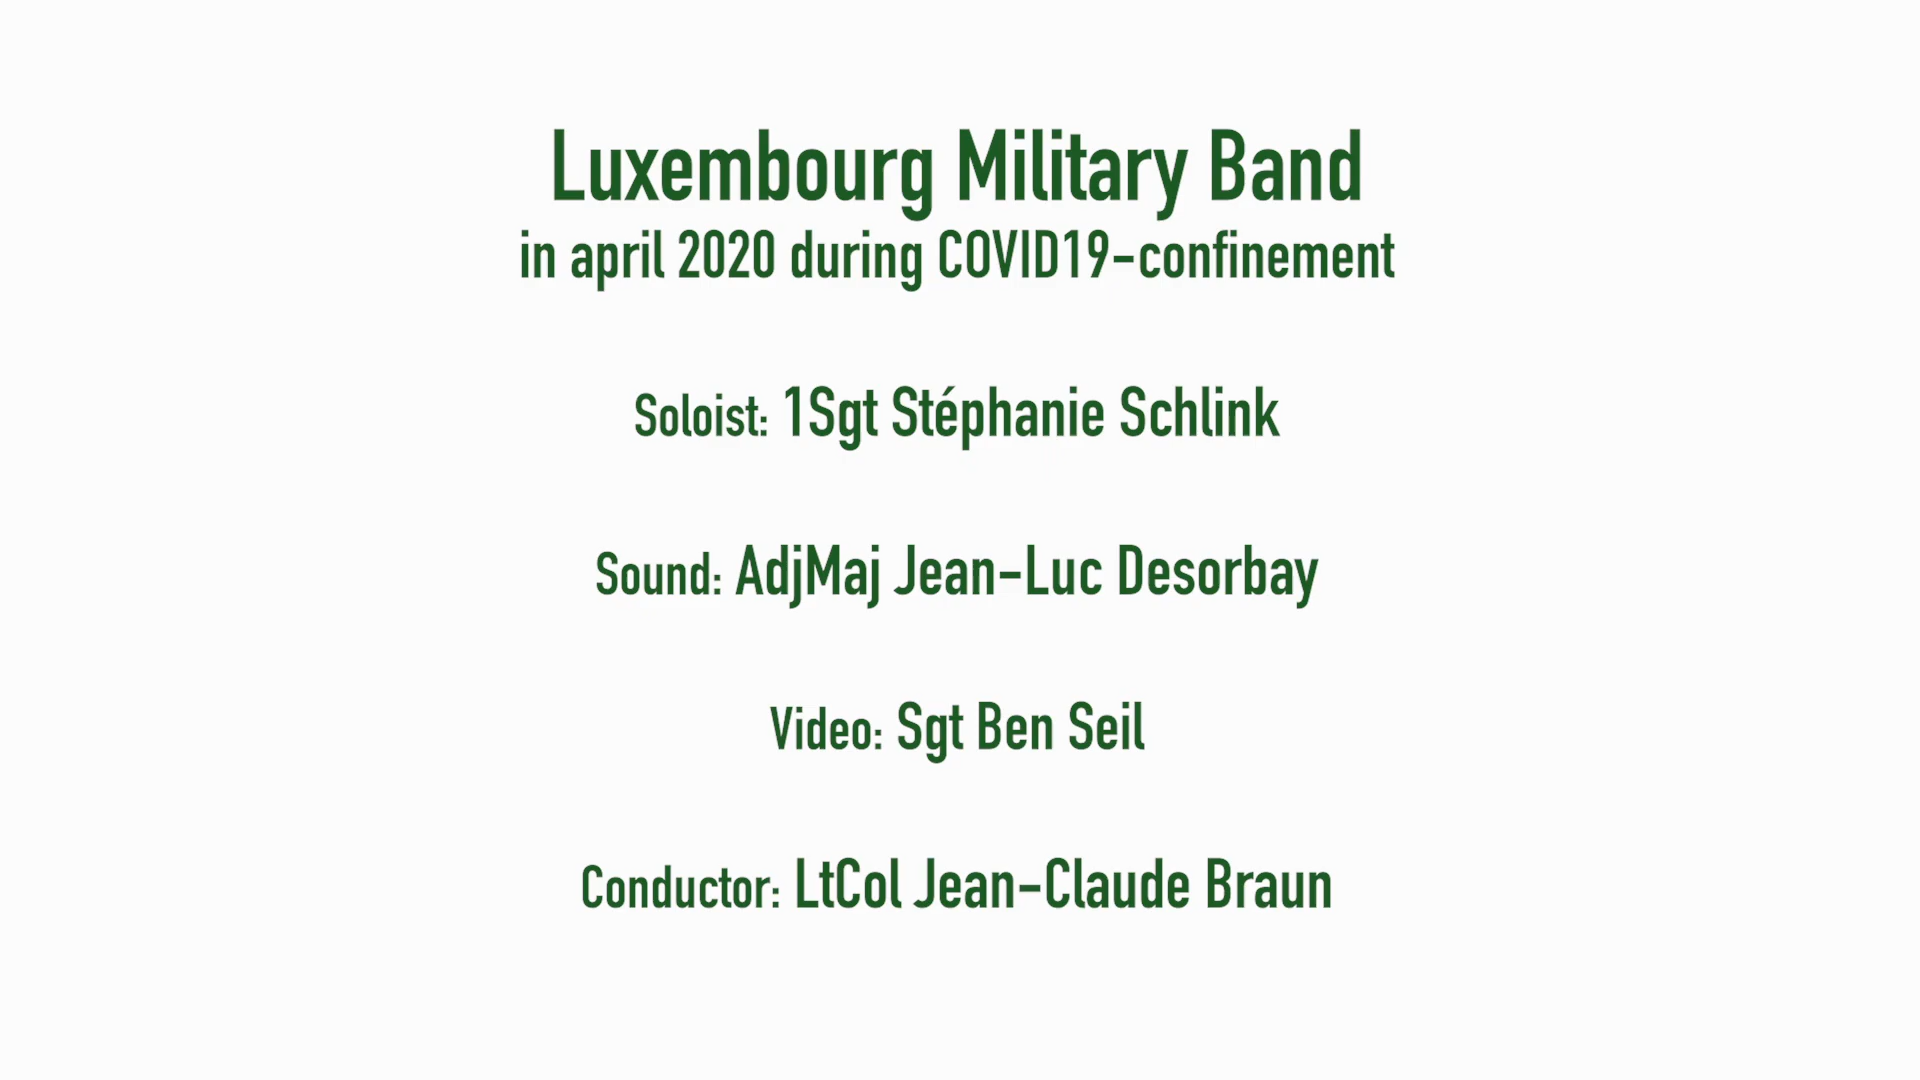 Luxembourg Military Band
in april 2020 during COVID19-confinement
Soloist: 1Sgt Stéphanie Schlink
Sound: AdjMaj Jean-Luc Desorbay
Video: Sgt Ben Seil
Conductor: LtCol Jean-Claude Braun